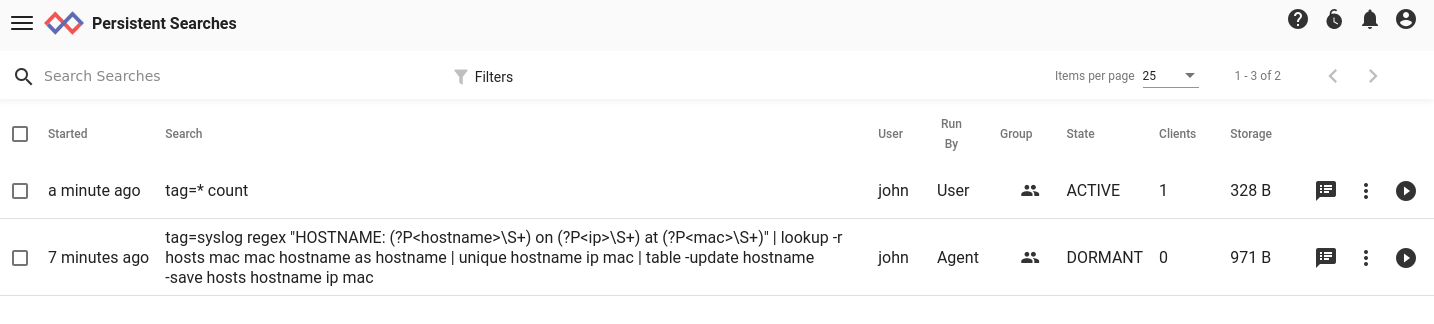 Persistent Searches
Search Searches
Filters
Items per page 25
1 - 3 of 2
Started Search User Run By Group State Clients Storage
a minute ago tag=* count john User ACTIVE 1 328 B
tag=syslog regex "HOSTNAME: (?P<hostname>\S+) on (?P<ip>\S+) at (?P<mac>\S+)" | lookup -r
7 minutes ago hosts mac mac hostname as hostname | unique hostname ip mac | table -update hostname john Agent DORMANT 0 971 B
-save hosts hostname ip mac